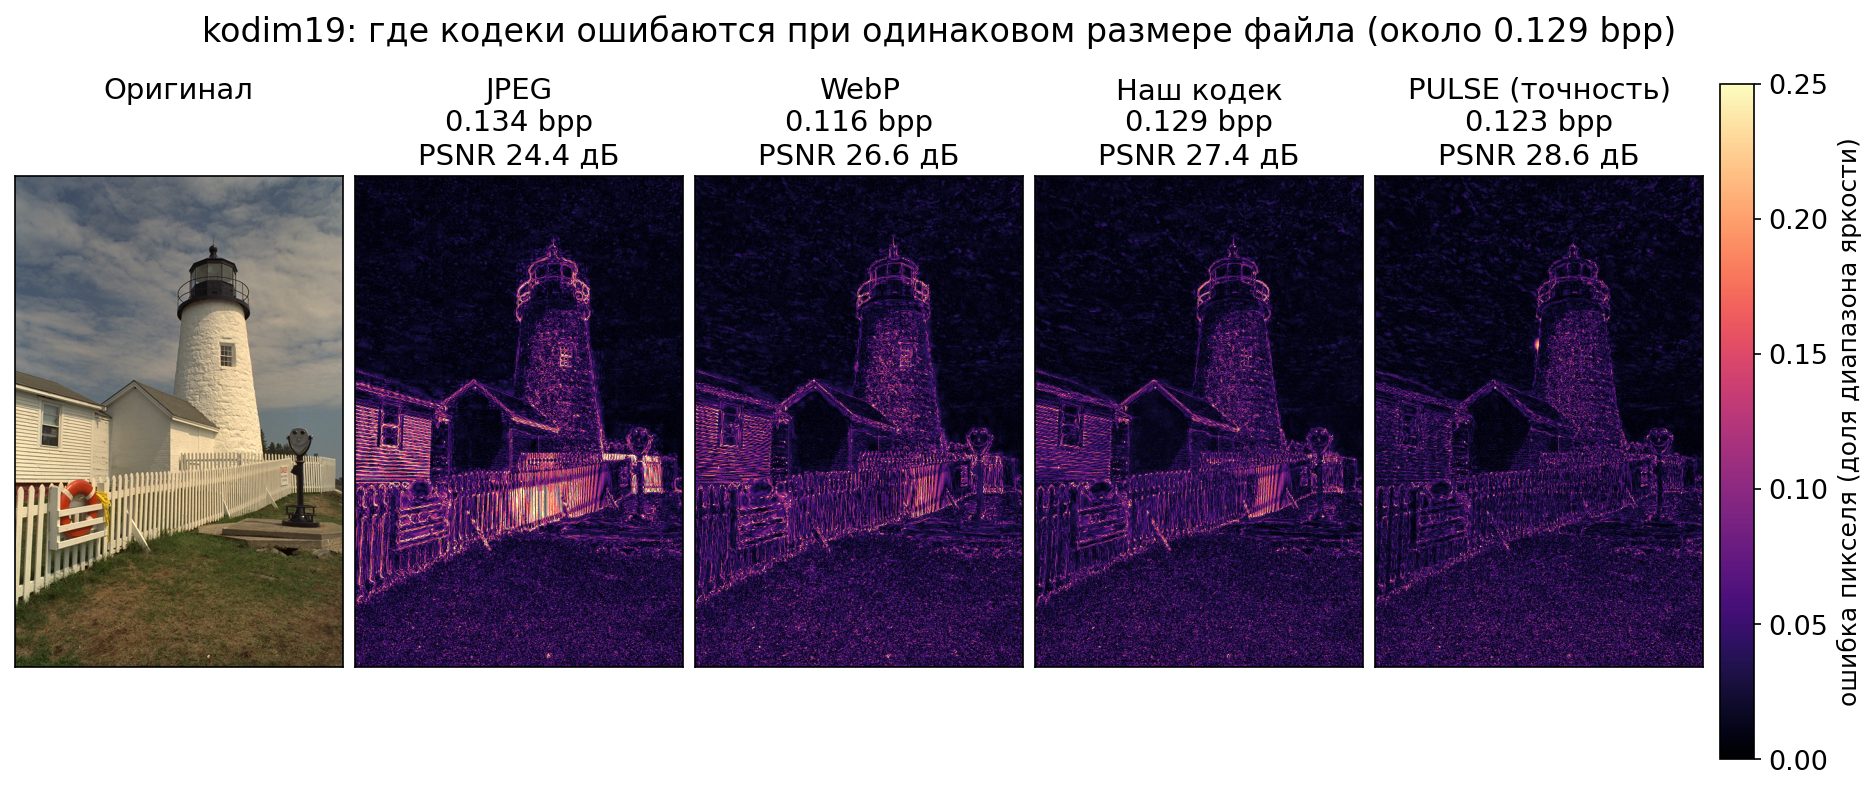 kodim19: где кодеки ошибаются при одинаковом размере файла (около 0.129 bpp)
Оригинал
JPEG
0.134 bpp
PSNR 24.4 дБ
WebP
0.116 bpp
PSNR 26.6 дБ
Наш кодек
0.129 bpp
PSNR 27.4 дБ
PULSE (точность)
0.123 bpp
PSNR 28.6 дБ
0.25
0.20
0.15
0.10
0.05
0.00
ошибка пикселя (доля диапазона яркости)